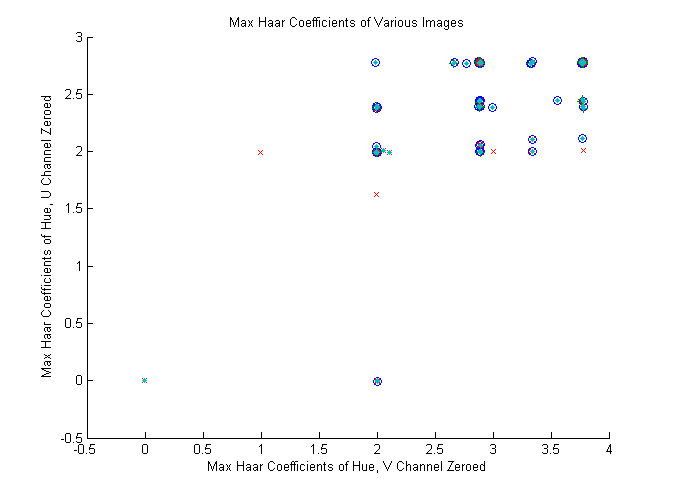 Max Haar Coefficients of Various Images
3
2.5
2
1.5
1
0.5
0
-0.5
Max Haar Coefficients of Hue, U Channel Zeroed
-0.5 0 0.5 1 1.5 2 2.5 3 3.5 4
Max Haar Coefficients of Hue, V Channel Zeroed